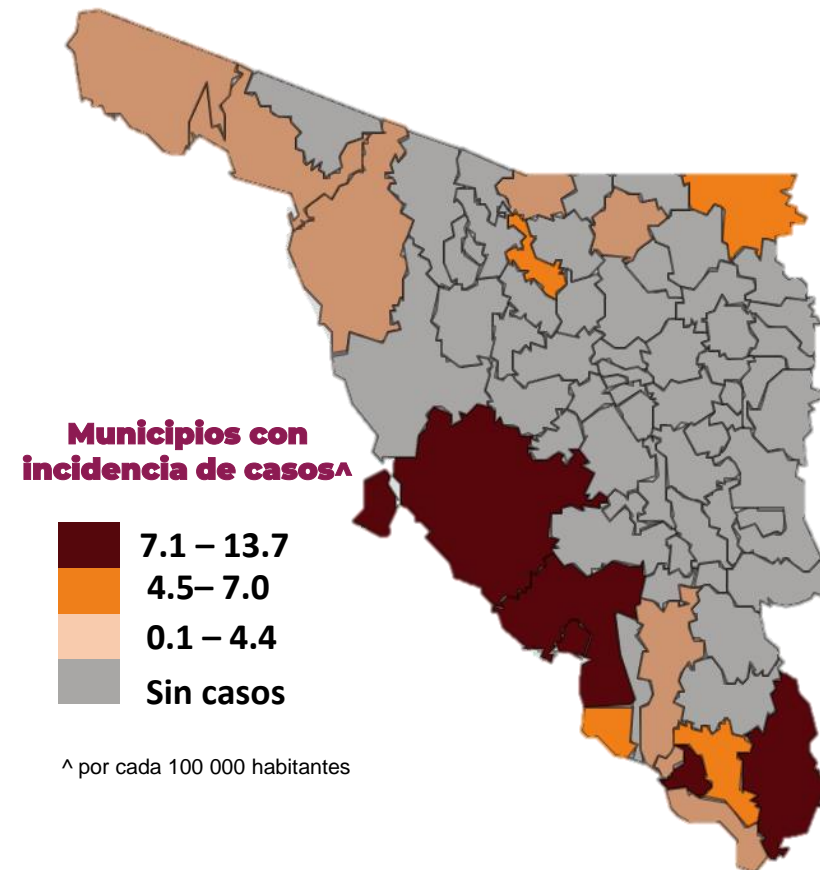 Municipios con
incidencia de casos^
7.1 – 13.7
4.5– 7.0
0.1 – 4.4
Sin casos
^ por cada 100 000 habitantes